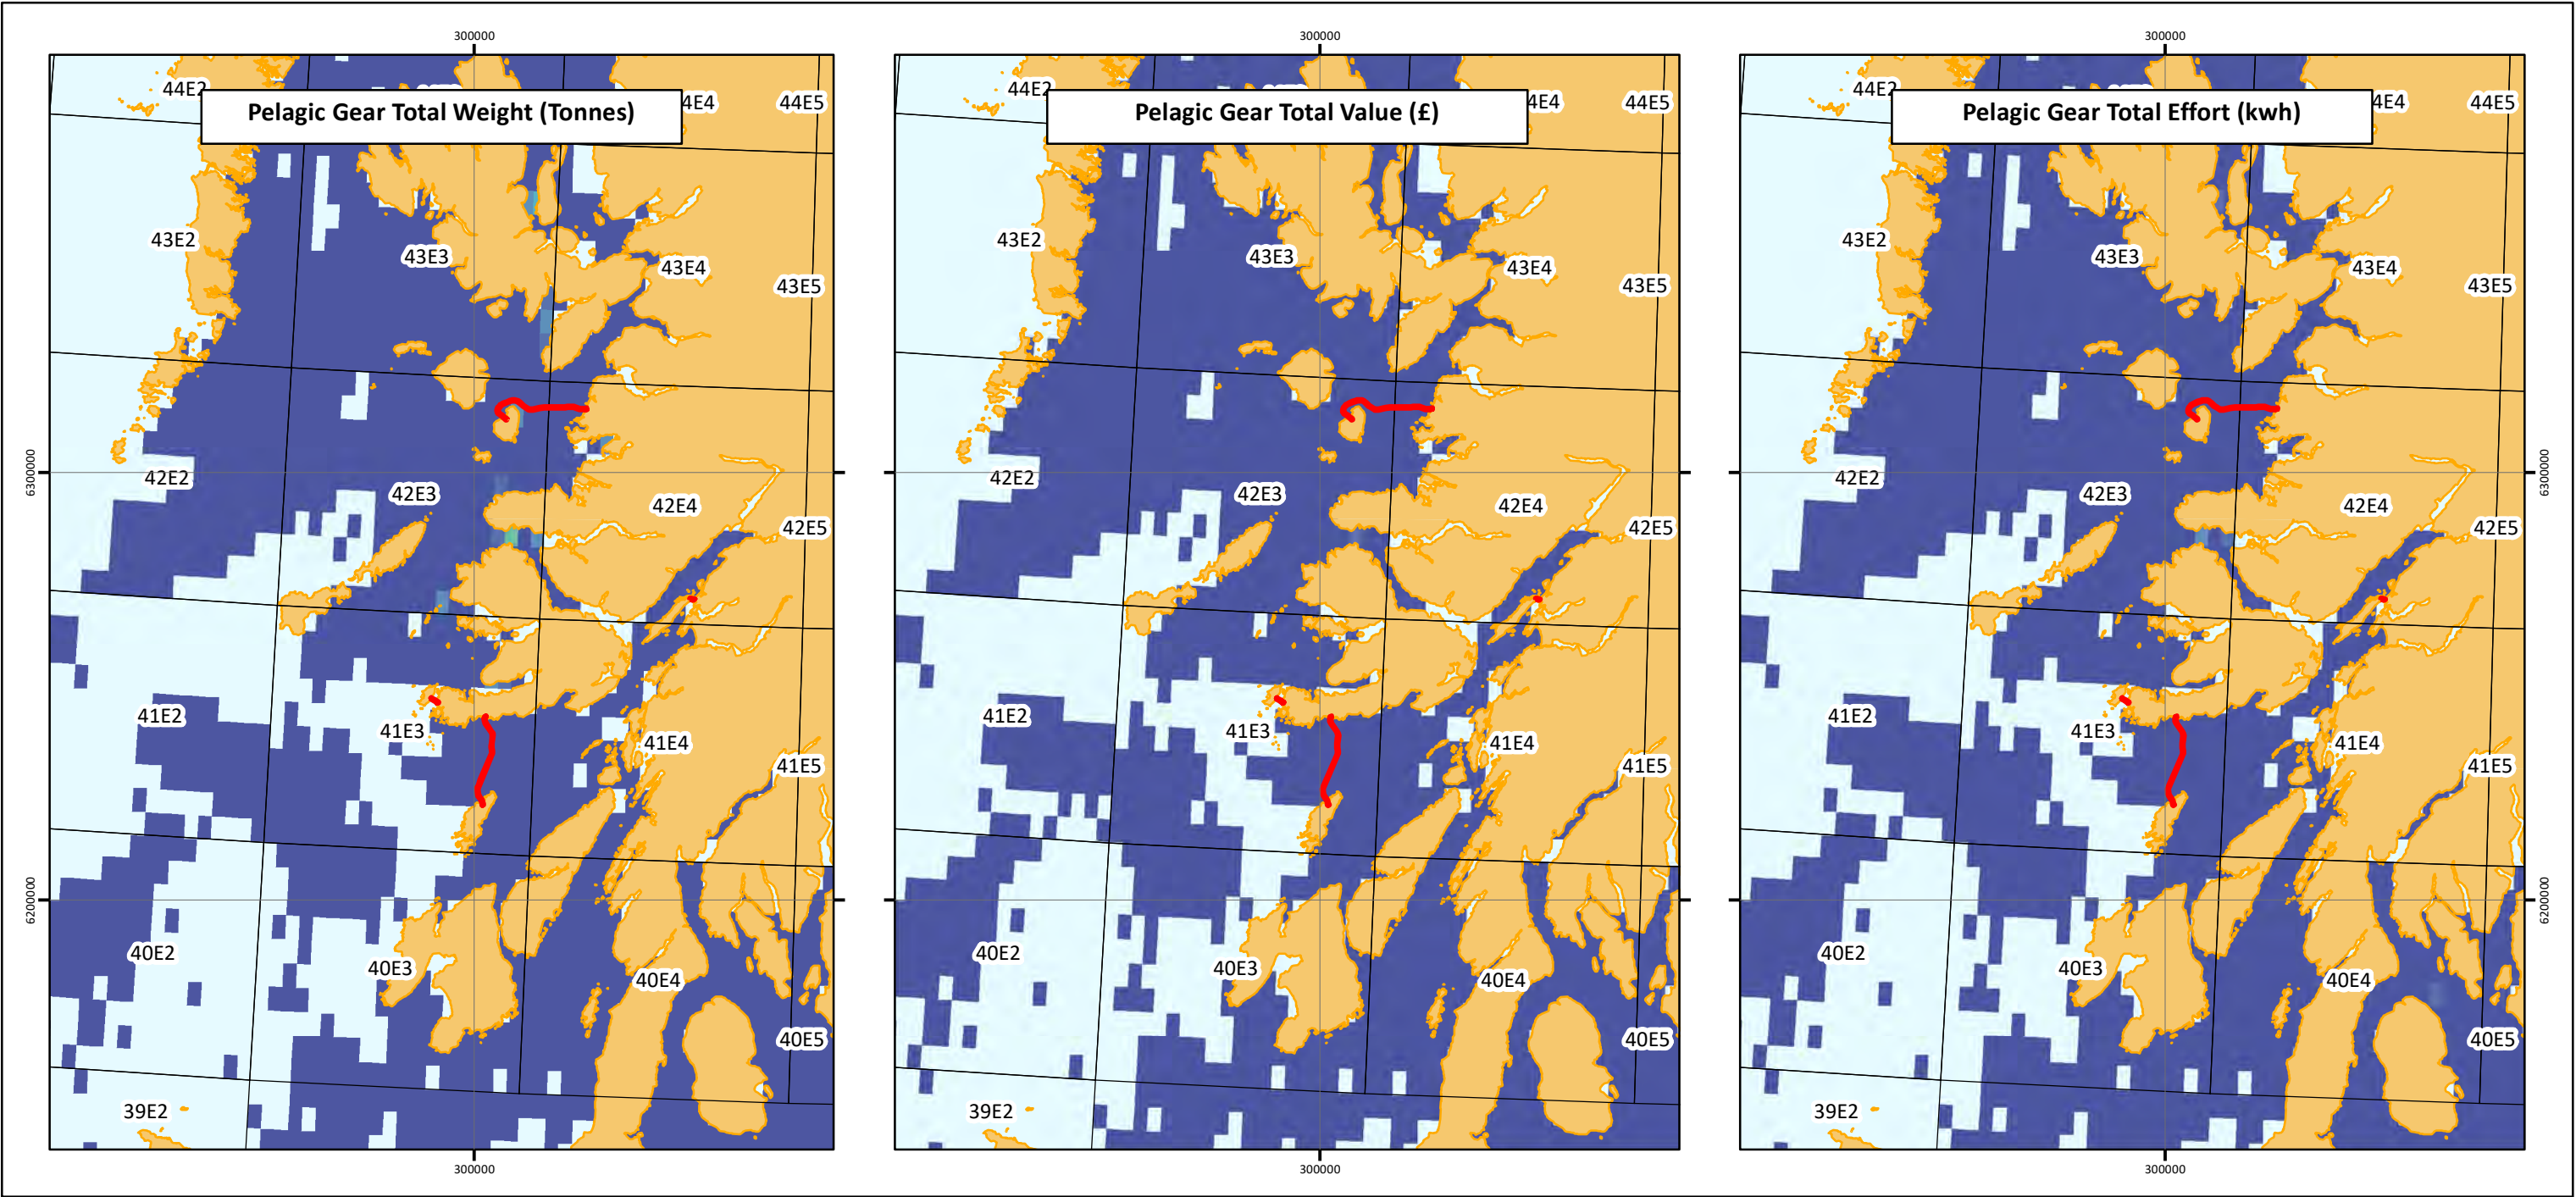 300000
300000
300000
44E2
4E4
44E5
44E2
4E4
44E5
44E2
4E4
44E5
Pelagic Gear Total Weight (Tonnes)
Pelagic Gear Total Value (£)
Pelagic Gear Total Effort (kwh)
43E2
43E3
43E4
43E5
43E2
43E3
43E4
43E5
43E2
43E3
43E4
43E5
6300000
6300000
42E2
42E3
42E4
42E5
42E2
42E3
42E4
42E5
42E2
42E3
42E4
42E5
41E2
41E3
41E4
41E5
41E2
41E3
41E4
41E5
41E2
41E3
41E4
41E5
6200000
6200000
40E2
40E3
40E4
40E5
40E2
40E3
40E4
40E5
40E2
40E3
40E4
40E5
39E2
39E2
39E2
300000
300000
300000